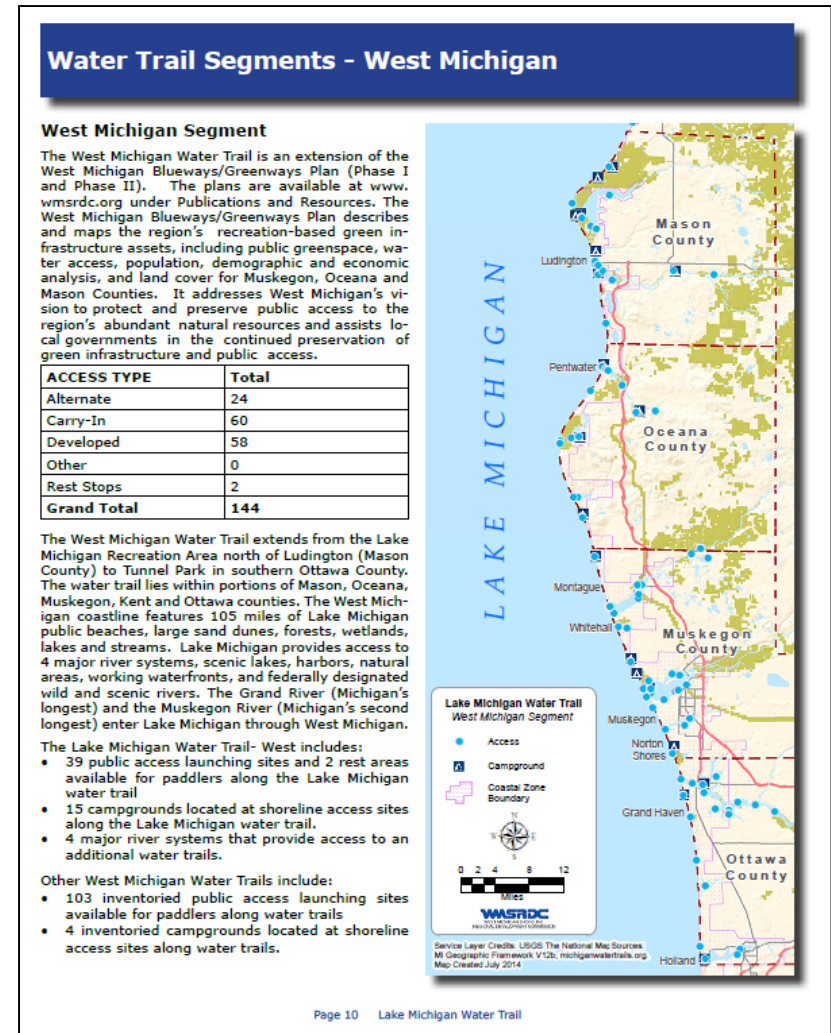 Water Trail Segments - West Michigan
West Michigan Segment
The West Michigan Water Trail is an extension of the
West Michigan Blueways/Greenways Plan (Phase I
and Phase II). The plans are available at www.
wmsrdc.org under Publications and Resources. The
West Michigan Blueways/Greenways Plan describes
and maps the region's recreation-based green in-
frastructure assets, including public greenspace, wa-
ter access, population, demographic and economic
analysis, and land cover for Muskegon, Oceana and
Mason Counties. It addresses West Michigan's vi-
sion to protect and preserve public access to the
region's abundant natural resources and assists lo-
cal governments in the continued preservation of
green infrastructure and public access.
ACCESS TYPE Total
Alternate 24
Carry-In 60
Developed 58
Other 0
Rest Stops 2
Grand Total 144
The West Michigan Water Trail extends from the Lake
Michigan Recreation Area north of Ludington (Mason
County) to Tunnel Park in southern Ottawa County.
The water trail lies within portions of Mason, Oceana,
Muskegon, Kent and Ottawa counties. The West Mich-
igan coastline features 105 miles of Lake Michigan
public beaches, large sand dunes, forests, wetlands,
lakes and streams. Lake Michigan provides access to
4 major river systems, scenic lakes, harbors, natural
areas, working waterfronts, and federally designated
wild and scenic rivers. The Grand River (Michigan's
longest) and the Muskegon River (Michigan's second
longest) enter Lake Michigan through West Michigan.
The Lake Michigan Water Trail- West includes:
• 39 public access launching sites and 2 rest areas
available for paddlers along the Lake Michigan
water trail
• 15 campgrounds located at shoreline access sites
along the Lake Michigan water trail.
• 4 major river systems that provide access to an
additional water trails.
Other West Michigan Water Trails include:
• 103 inventoried public access launching sites
available for paddlers along water trails
• 4 inventoried campgrounds located at shoreline
access sites along water trails.
LAKE MICHIGAN
Mason
County
Ludington
Pentwater
Oceana
County
Montague
Whitehall
Muskegon
County
Muskegon
Norton
Shores
Grand Haven
Ottawa
County
Holland
Lake Michigan Water Trail
West Michigan Segment
Access
Campground
Coastal Zone
Boundary
N
W E
S
0 2 4 8 12
Miles
WMSRDC
WEST MICHIGAN SHORELINE
REGIONAL DEVELOPMENT COMMISSION
Service Layer Credits: USGS The National Map Sources:
MI Geographic Framework V12b, michiganwatertrails.org.
Map Created July 2014
Page 10 Lake Michigan Water Trail